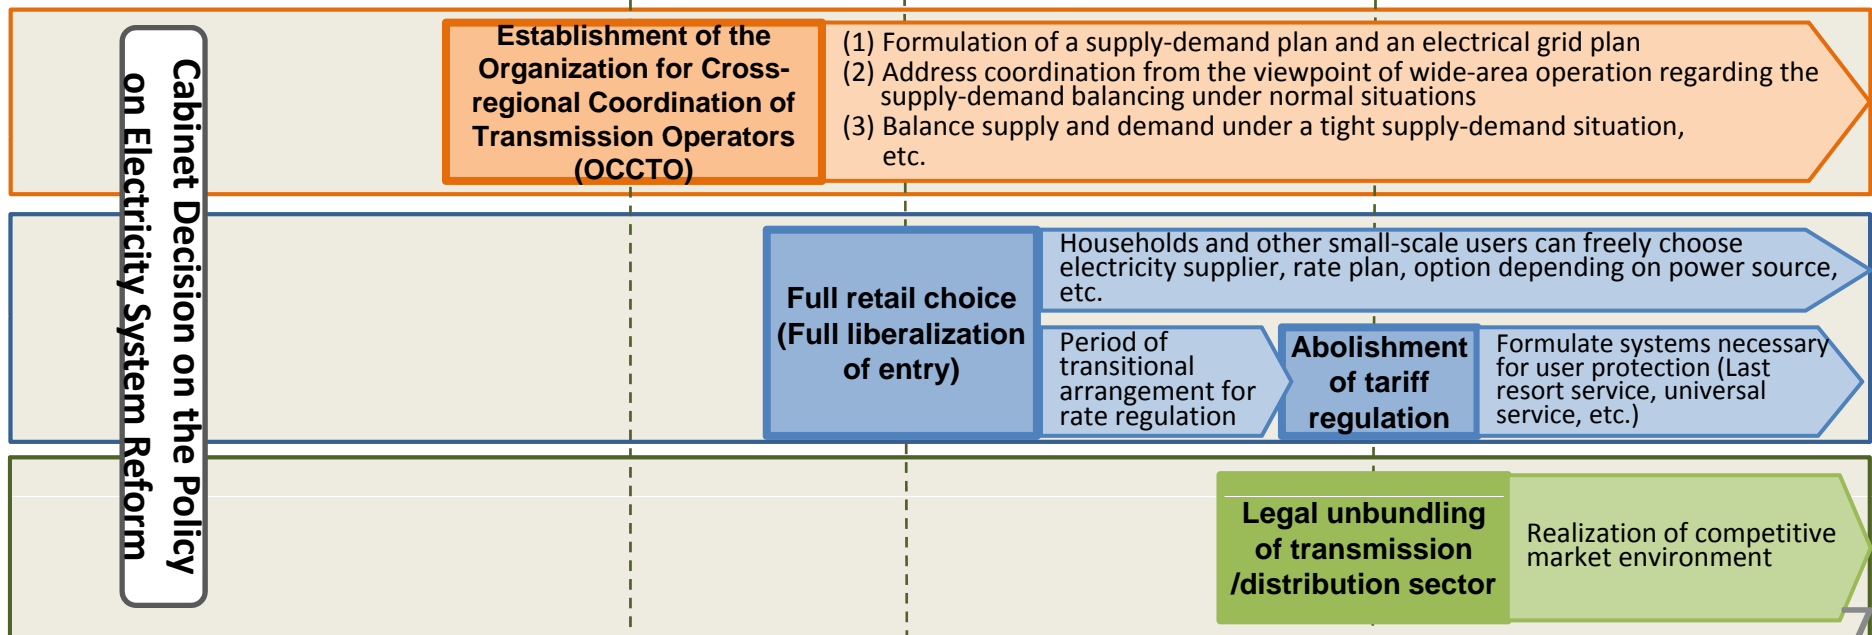 Cabinet Decision on the Policy
on Electricity System Reform
Establishment of the
Organization for Cross-
regional Coordination of
Transmission Operators
(OCCTO)
(1) Formulation of a supply-demand plan and an electrical grid plan
(2) Address coordination from the viewpoint of wide-area operation regarding the
supply-demand balancing under normal situations
(3) Balance supply and demand under a tight supply-demand situation,
etc.
Full retail choice
(Full liberalization
of entry)
Households and other small-scale users can freely choose
electricity supplier, rate plan, option depending on power source,
etc.
Period of
transitional
arrangement for
rate regulation
Abolishment
of tariff
regulation
Formulate systems necessary
for user protection (Last
resort service, universal
service, etc.)
Legal unbundling
of transmission
/distribution sector
Realization of competitive
market environment
7